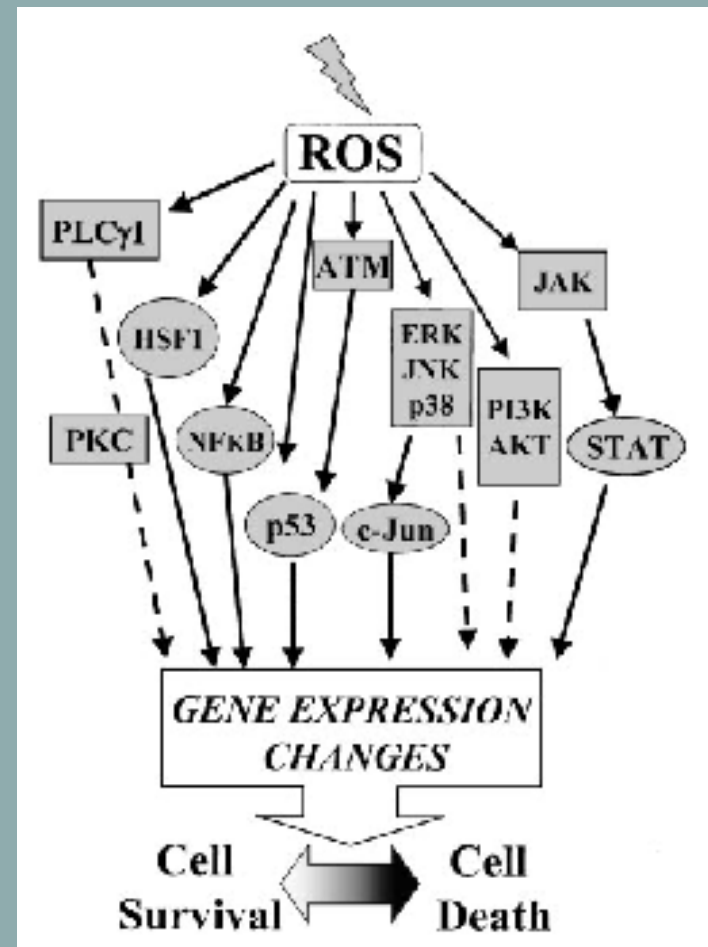 ROS
PLCγ1
ATM
JAK
HSF1
ERK
JNK
p38
PI3K
AKT
PKC
NFκB
STAT
p53
c-Jun
GENE EXPRESSION
CHANGES
Cell
Survival
Cell
Death